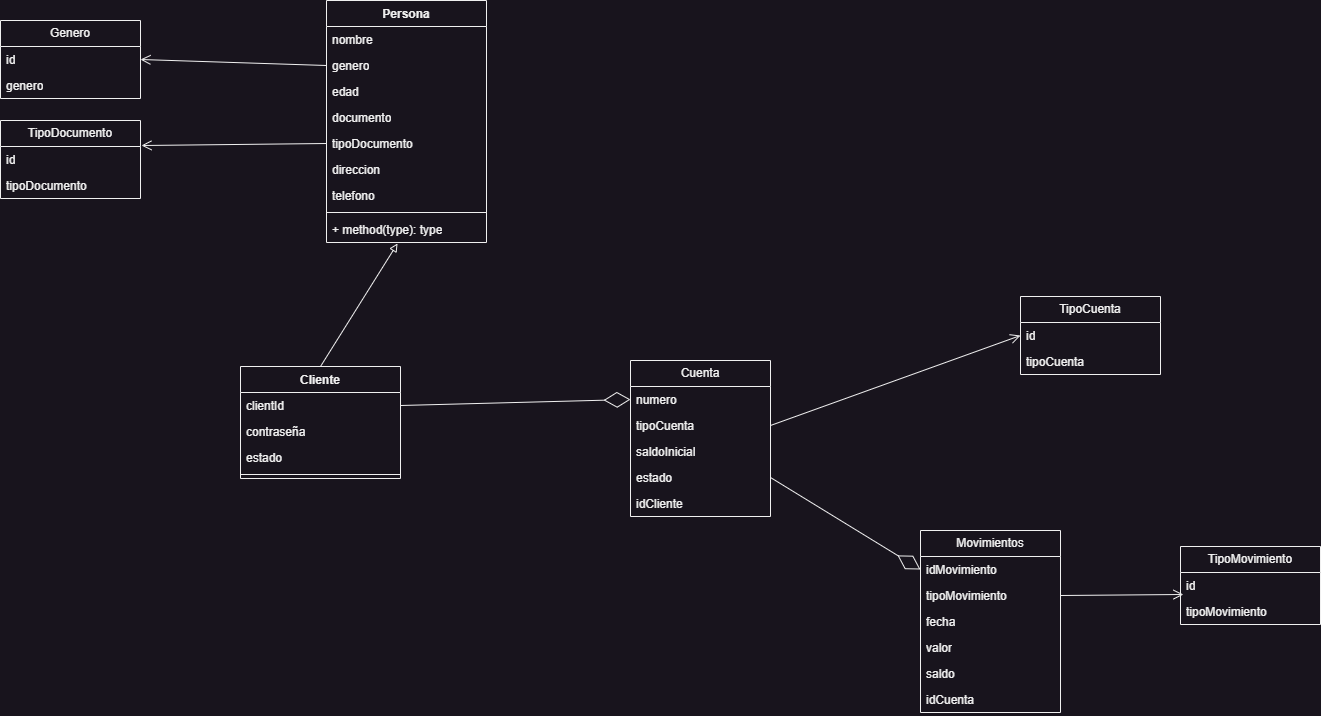 Persona
nombre
genero
edad
documento
tipoDocumento
direccion
telefono
+ method(type): type
Genero
id
genero
TipoDocumento
id
tipoDocumento
Cliente
clientId
contraseña
estado
Cuenta
numero
tipoCuenta
saldoInicial
estado
idCliente
TipoCuenta
id
tipoCuenta
Movimientos
idMovimiento
tipoMovimiento
fecha
valor
saldo
idCuenta
TipoMovimiento
id
tipoMovimiento